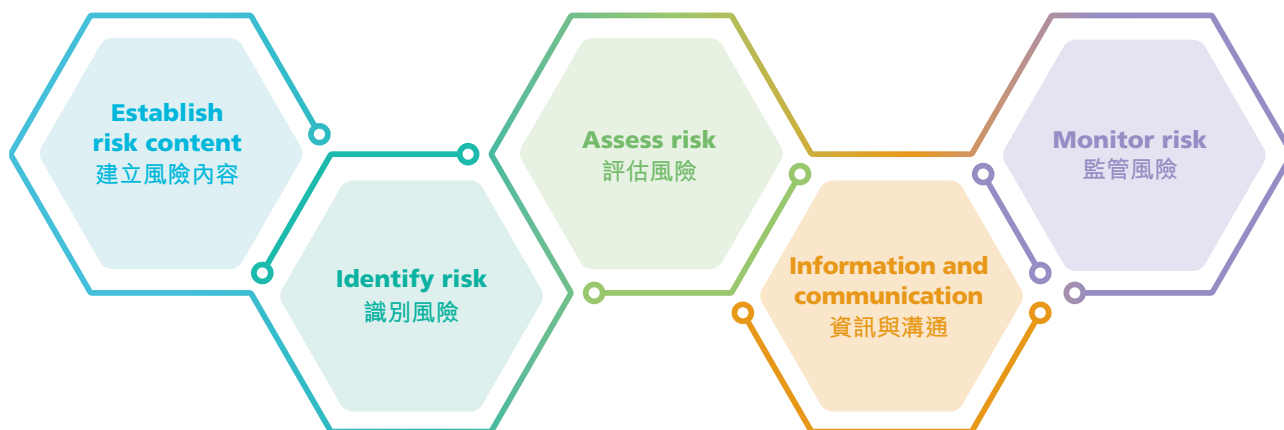 Establish
risk content
建立風險內容
Identify risk
識別風險
Assess risk
評估風險
Information and
communication
資訊與溝通
Monitor risk
監管風險